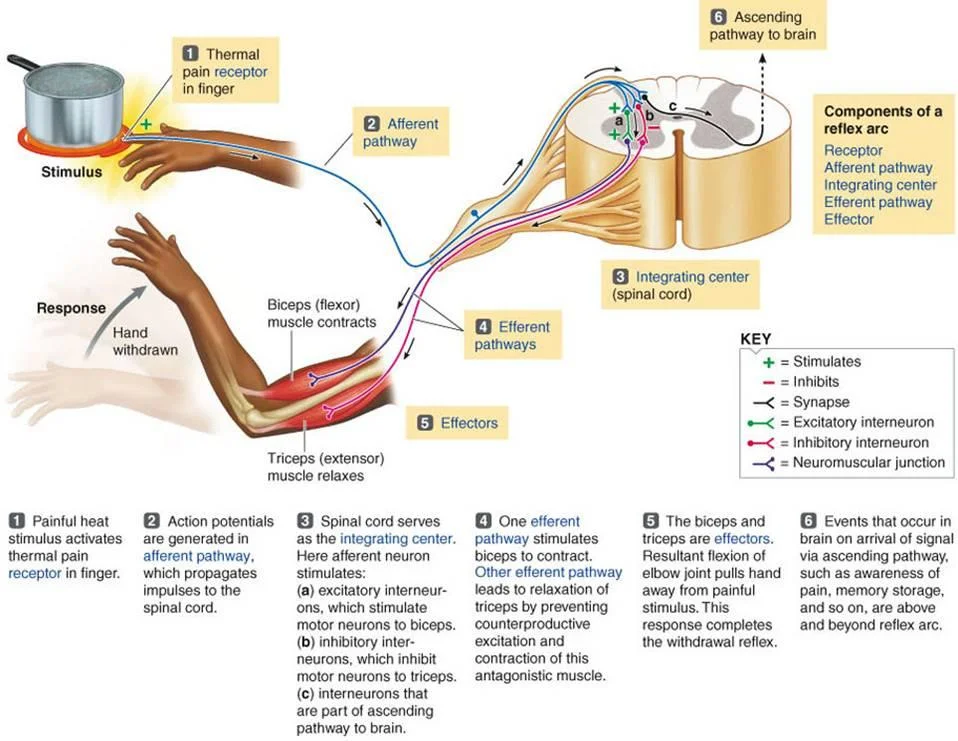 1 Thermal
pain receptor
in finger
Stimulus
+
2 Afferent
pathway
6 Ascending
pathway to brain
+
+
a
b
c
Components of a
reflex arc
Receptor
Afferent pathway
Integrating center
Efferent pathway
Effector
3 Integrating center
(spinal cord)
Response
Hand
withdrawn
Biceps (flexor)
muscle contracts
4 Efferent
pathways
5 Effectors
Triceps (extensor)
muscle relaxes
KEY
+ = Stimulates
– = Inhibits
= Synapse
= Excitatory interneuron
= Inhibitory interneuron
= Neuromuscular junction
1 Painful heat
stimulus activates
thermal pain
receptor in finger.
2 Action potentials
are generated in
afferent pathway,
which propagates
impulses to the
spinal cord.
3 Spinal cord serves
as the integrating center.
Here afferent neuron
stimulates:
(a) excitatory interneur-
ons, which stimulate
motor neurons to biceps.
(b) inhibitory inter-
neurons, which inhibit
motor neurons to triceps.
(c) interneurons that
are part of ascending
pathway to brain.
4 One efferent
pathway stimulates
biceps to contract.
Other efferent pathway
leads to relaxation of
triceps by preventing
counterproductive
excitation and
contraction of this
antagonistic muscle.
5 The biceps and
triceps are effectors.
Resultant flexion of
elbow joint pulls hand
away from painful
stimulus. This
response completes
the withdrawal reflex.
6 Events that occur in
brain on arrival of signal
via ascending pathway,
such as awareness of
pain, memory storage,
and so on, are above
and beyond reflex arc.